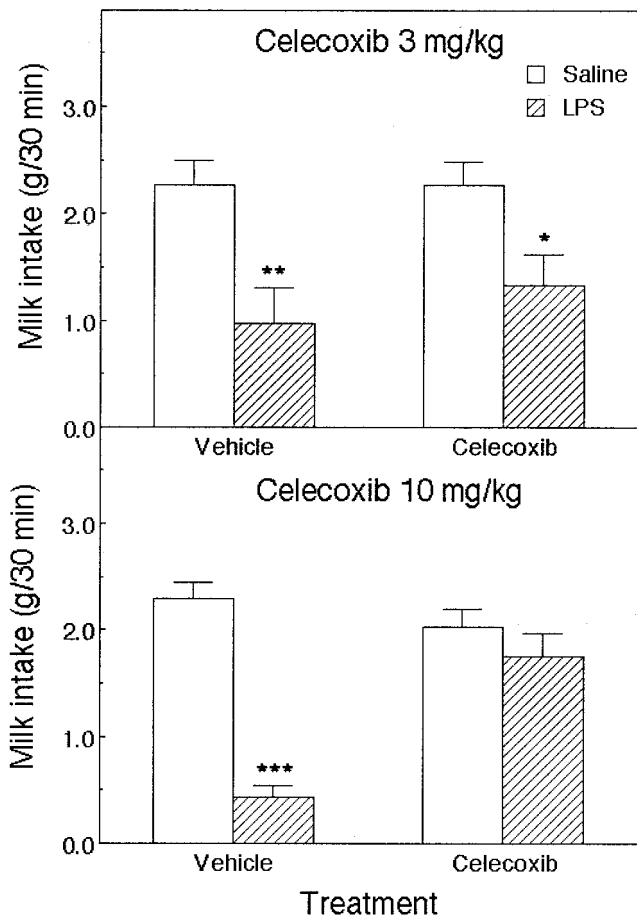 Celecoxib 3 mg/kg
Saline
LPS
Milk intake (g/30 min)
3.0
2.0
1.0
0.0
**
*
Vehicle
Celecoxib
Celecoxib 10 mg/kg
Milk intake (g/30 min)
3.0
2.0
1.0
0.0
***
Vehicle
Celecoxib
Treatment